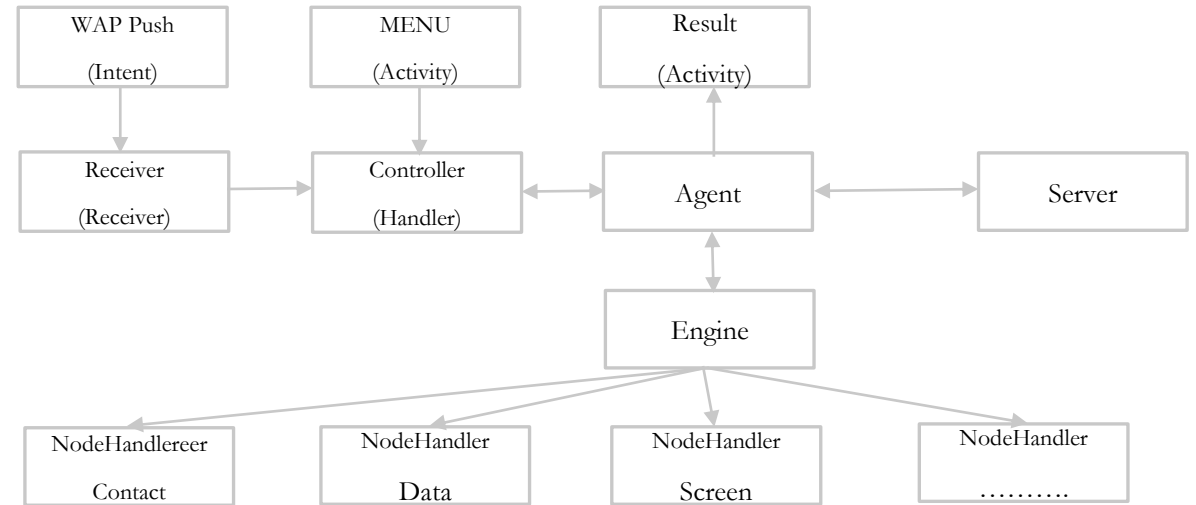 WAP Push
(Intent)
MENU
(Activity)
Result
(Activity)
Receiver
(Receiver)
Controller
(Handler)
Agent
Server
Engine
NodeHandlereer
Contact
NodeHandler
Data
NodeHandler
Screen
NodeHandler
……….